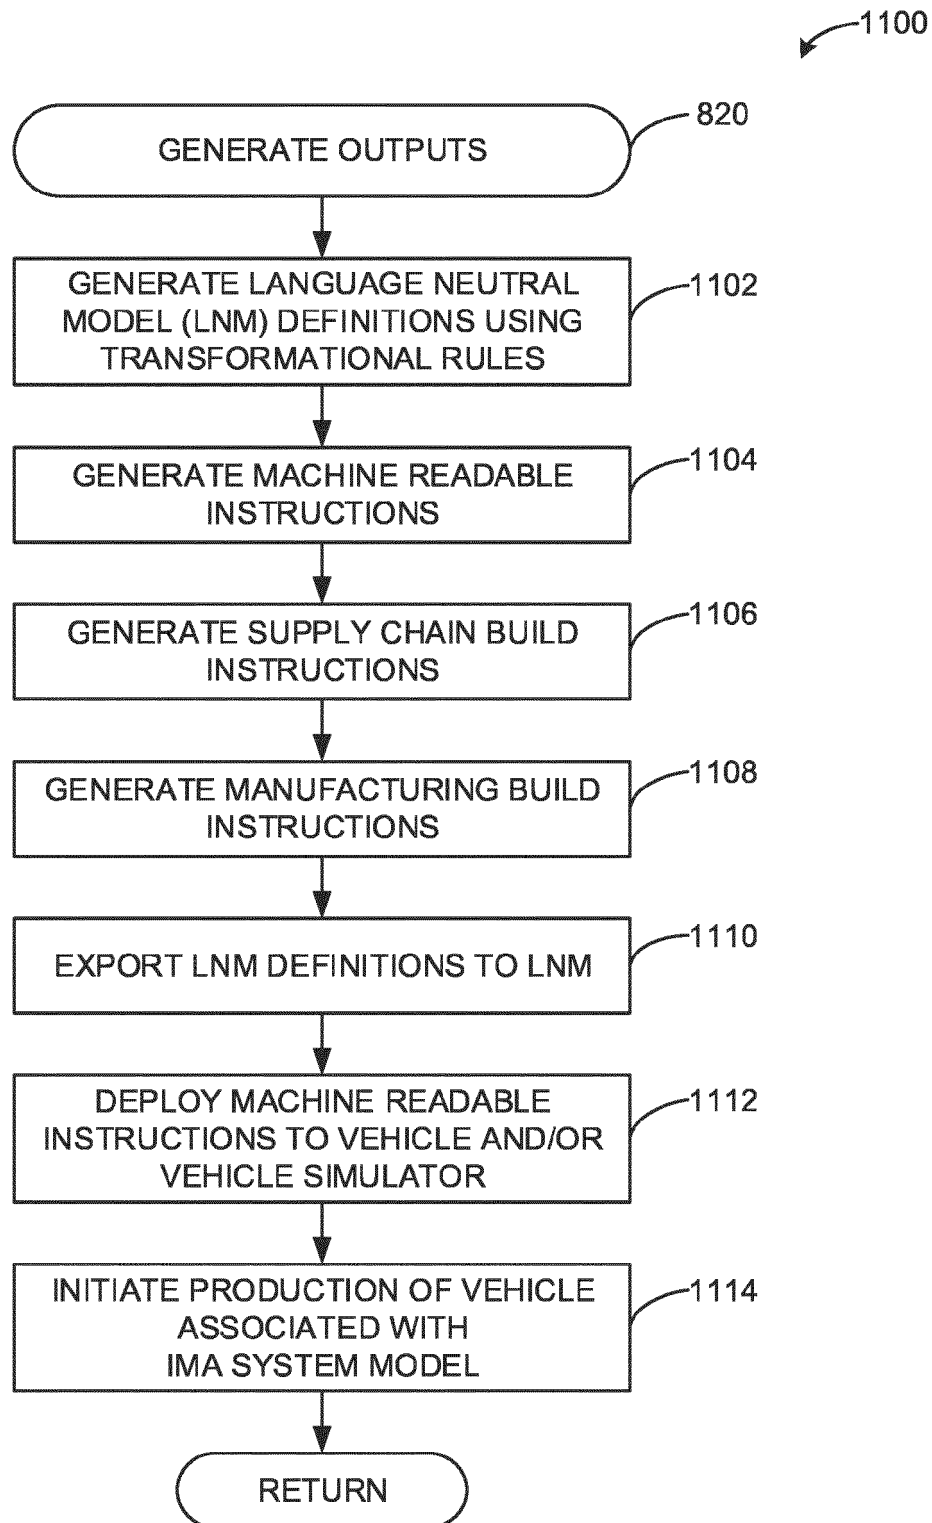 1100
GENERATE OUTPUTS
820
GENERATE LANGUAGE NEUTRAL
MODEL (LNM) DEFINITIONS USING
TRANSFORMATIONAL RULES
1102
GENERATE MACHINE READABLE
INSTRUCTIONS
1104
GENERATE SUPPLY CHAIN BUILD
INSTRUCTIONS
1106
GENERATE MANUFACTURING BUILD
INSTRUCTIONS
1108
EXPORT LNM DEFINITIONS TO LNM
1110
DEPLOY MACHINE READABLE
INSTRUCTIONS TO VEHICLE AND/OR
VEHICLE SIMULATOR
1112
INITIATE PRODUCTION OF VEHICLE
ASSOCIATED WITH
IMA SYSTEM MODEL
1114
RETURN